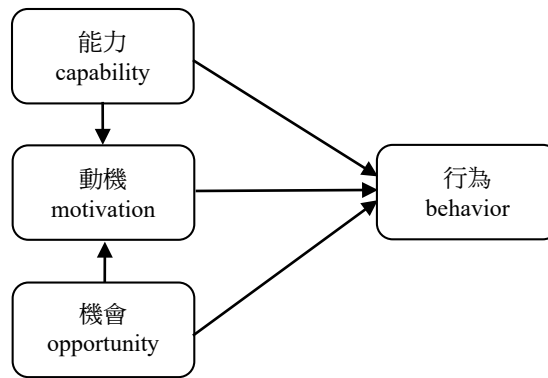 能力
capability
動機
motivation
行為
behavior
機會
opportunity